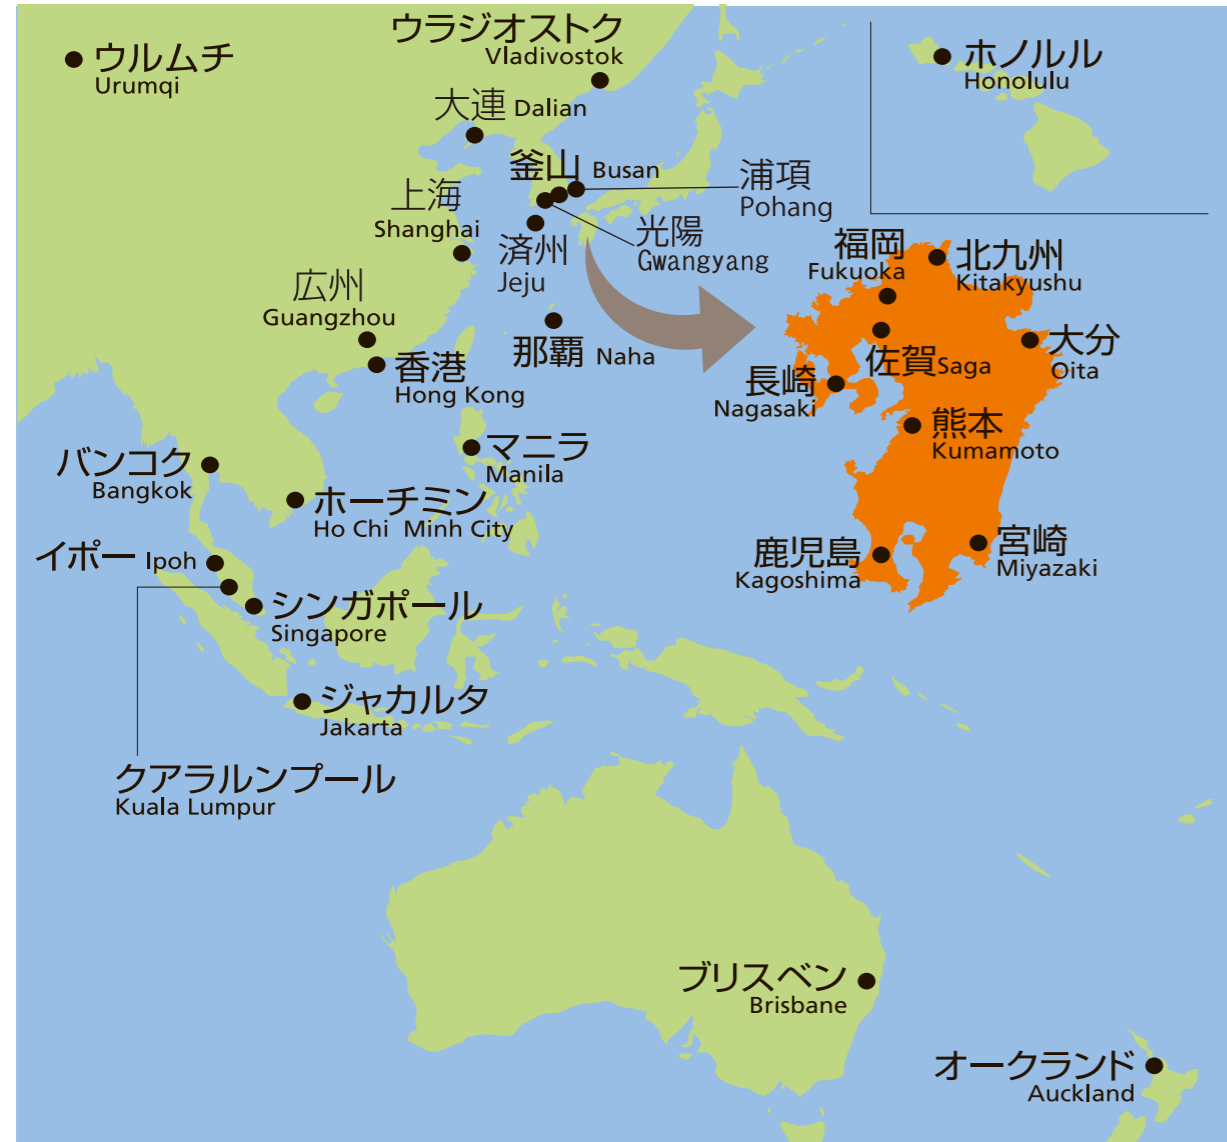 ウラジオストク
Vladivostok
ウルムチ
Urumqi
ホノルル
Honolulu
大連 Dalian
釜山 Busan
浦項
Pohang
上海
Shanghai
光陽
Gwangyang
済州
Jeju
福岡
Fukuoka
北九州
Kitakyushu
広州
Guangzhou
那覇 Naha
大分
Oita
佐賀Saga
香港
Hong Kong
長崎
Nagasaki
熊本
Kumamoto
マニラ
Manila
バンコク
Bangkok
ホーチミン
Ho Chi Minh City
イポー Ipoh
鹿児島
Kagoshima
宮崎
Miyazaki
シンガポール
Singapore
ジャカルタ
Jakarta
クアラルンプール
Kuala Lumpur
ブリスベン
Brisbane
オークランド
Auckland